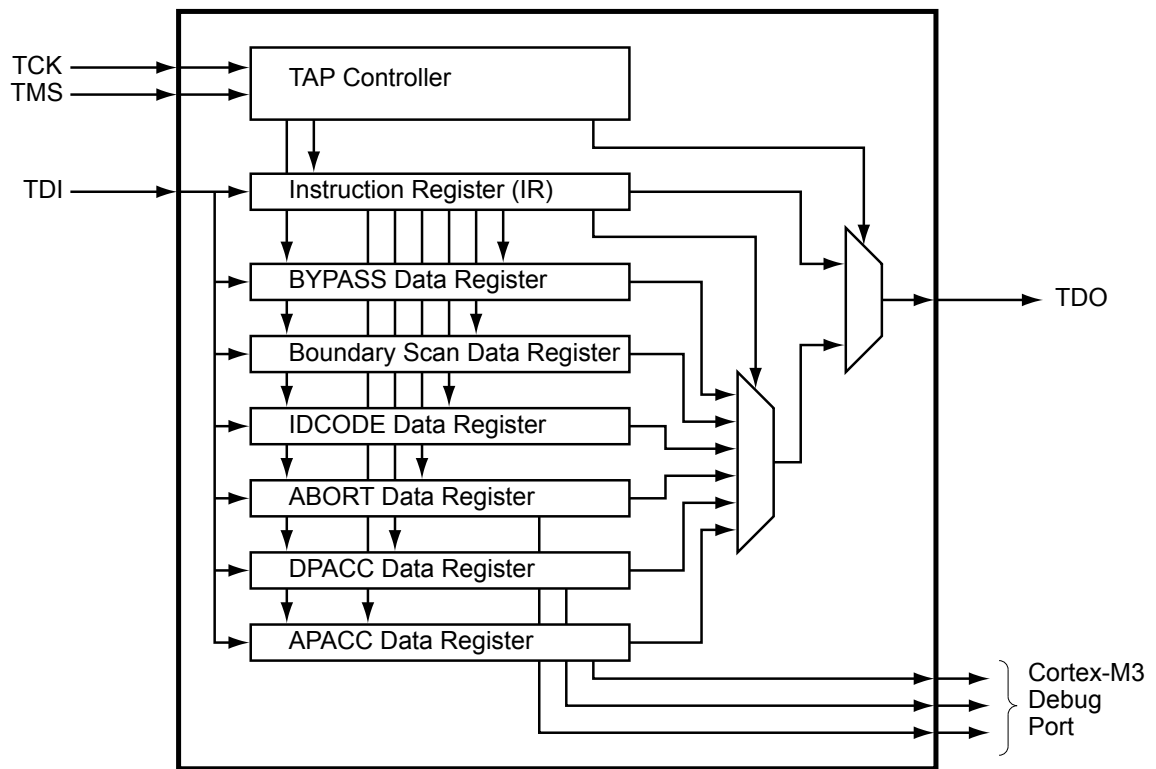 TCK
TMS
TAP Controller
TDI
Instruction Register (IR)
BYPASS Data Register
TDO
Boundary Scan Data Register
IDCODE Data Register
ABORT Data Register
DPACC Data Register
APACC Data Register
Cortex-M3
Debug
Port